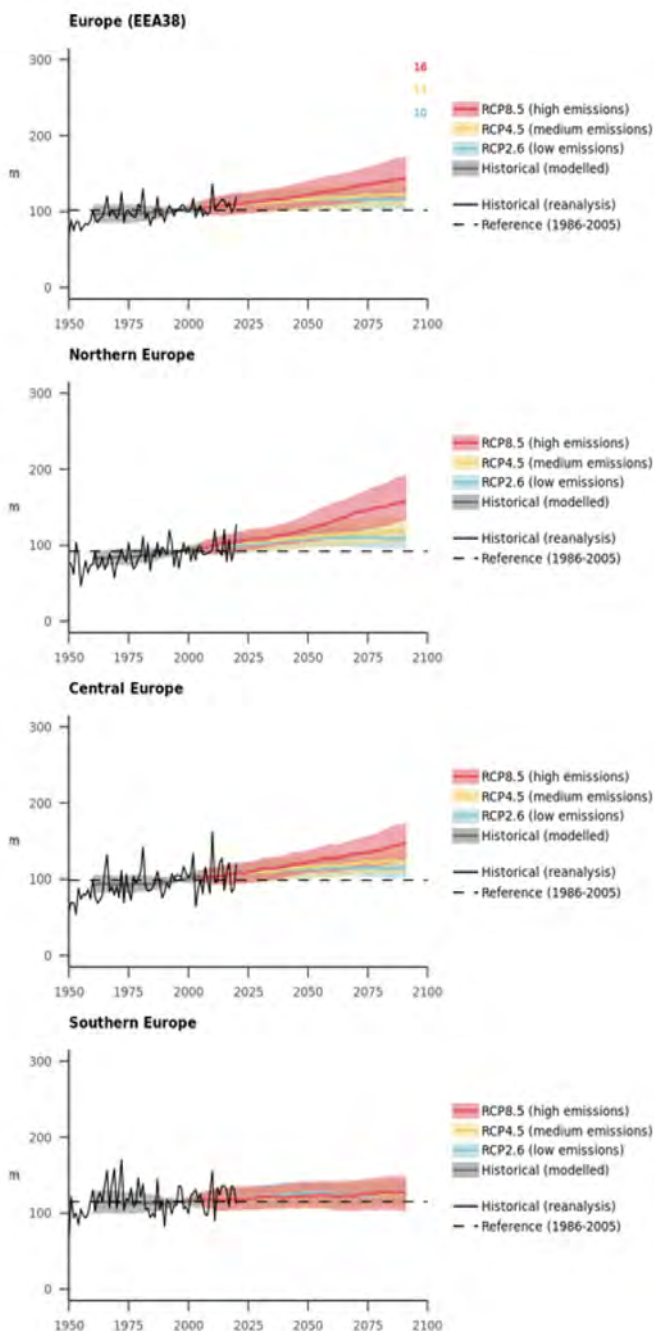 Europe (EEA38)
300
200
100
0
m
16
11
10
RCP8.5 (high emissions)
RCP4.5 (medium emissions)
RCP2.6 (low emissions)
Historical (modelled)
Historical (reanalysis)
Reference (1986-2005)
1950 1975 2000 2025 2050 2075 2100
Northern Europe
300
200
100
0
m
RCP8.5 (high emissions)
RCP4.5 (medium emissions)
RCP2.6 (low emissions)
Historical (modelled)
Historical (reanalysis)
Reference (1986-2005)
1950 1975 2000 2025 2050 2075 2100
Central Europe
300
200
100
0
m
RCP8.5 (high emissions)
RCP4.5 (medium emissions)
RCP2.6 (low emissions)
Historical (modelled)
Historical (reanalysis)
Reference (1986-2005)
1950 1975 2000 2025 2050 2075 2100
Southern Europe
300
200
100
0
m
RCP8.5 (high emissions)
RCP4.5 (medium emissions)
RCP2.6 (low emissions)
Historical (modelled)
Historical (reanalysis)
Reference (1986-2005)
1950 1975 2000 2025 2050 2075 2100